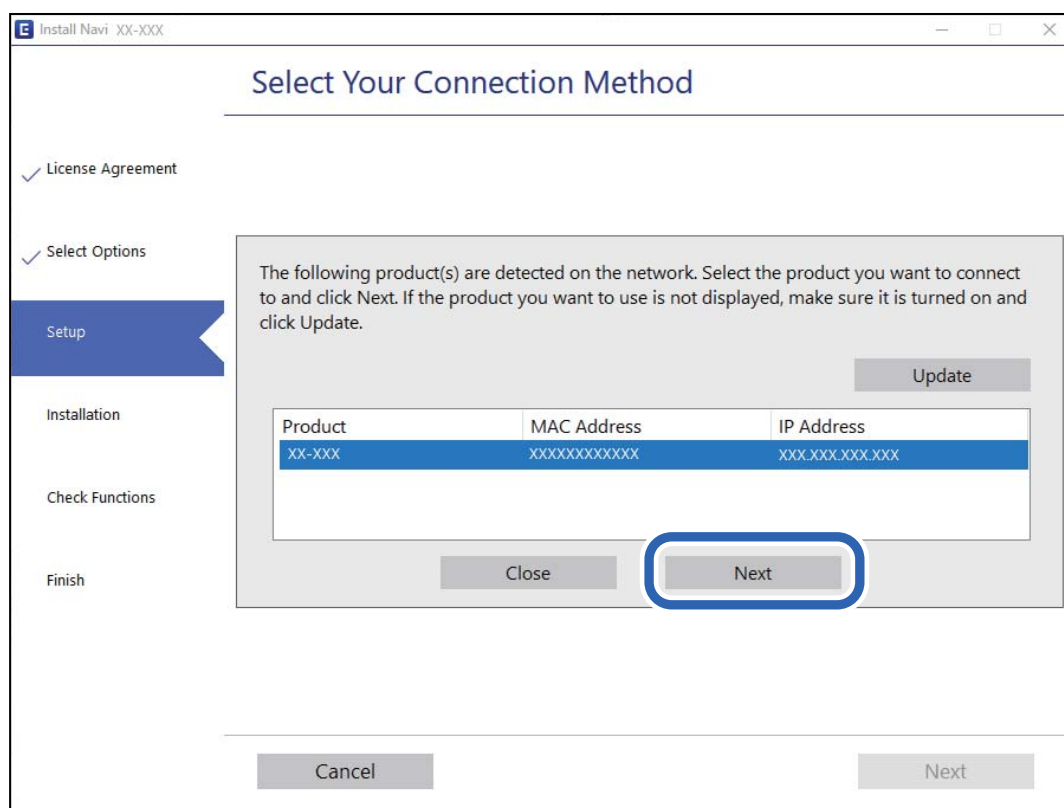 E Install Navi XX-XXX
Select Your Connection Method
License Agreement
Select Options
Setup
Installation
Check Functions
Finish
The following product(s) are detected on the network. Select the product you want to connect
to and click Next. If the product you want to use is not displayed, make sure it is turned on and
click Update.
Update
Product MAC Address IP Address
XX-XXX XXXXXXXXXXXX XXX.XXX.XXX.XXX
Close Next
Cancel Next